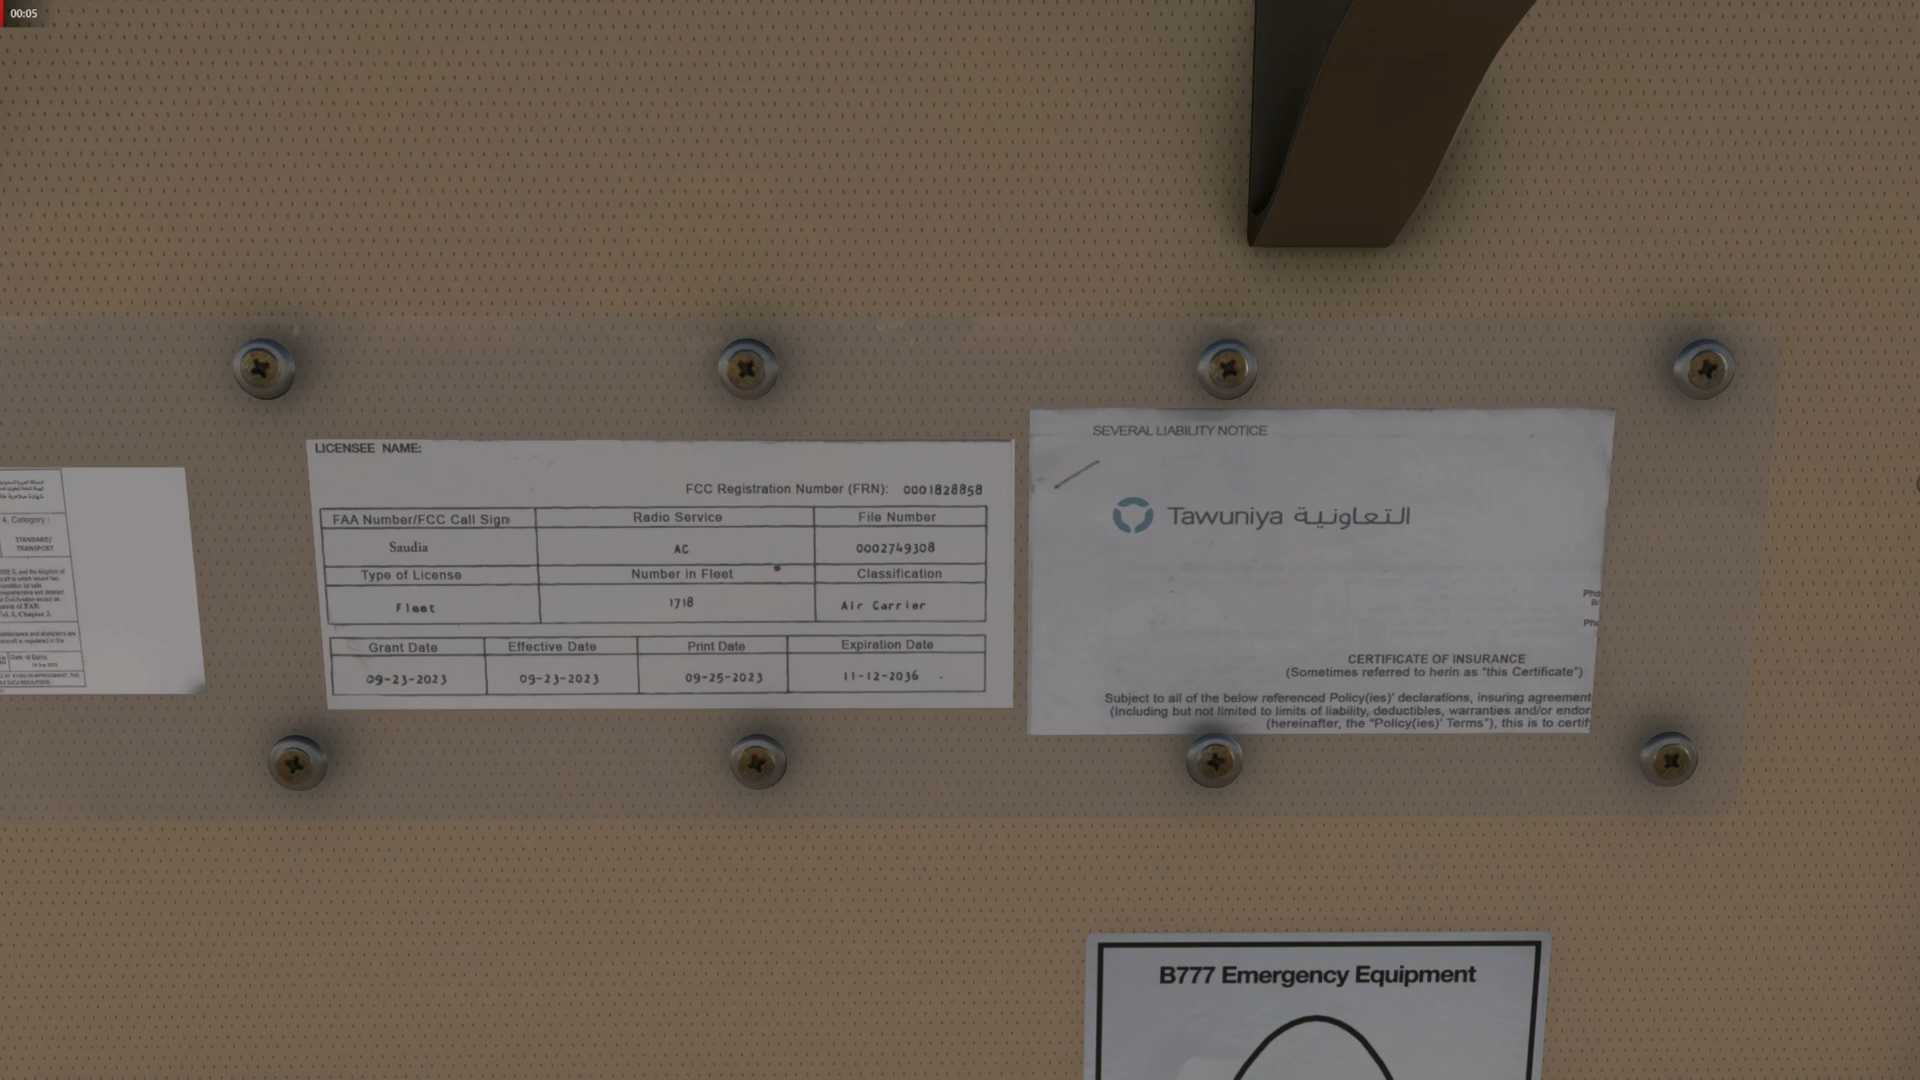 00:05
4. Category:
STANDARD/
TRANSPORT
LICENSEE NAME:
FCC Registration Number (FRN): 0001828858
FAA Number/FCC Call Sign Radio Service File Number
Saudia AC 0002749308
Type of License Number in Fleet Classification
Fleet 1718 Air Carrier
Grant Date Effective Date Print Date Expiration Date
09-23-2023 09-23-2023 09-25-2023 11-12-2036
SEVERAL LIABILITY NOTICE
Tawuniya التعاونية
Pho
Pho
CERTIFICATE OF INSURANCE
(Sometimes referred to herin as "this Certificate")
Subject to all of the below referenced Policy(ies)' declarations, insuring agreement
(Including but not limited to limits of liability, deductibles, warranties and/or endor
(hereinafter, the "Policy(ies)' Terms"), this is to certify
B777 Emergency Equipment